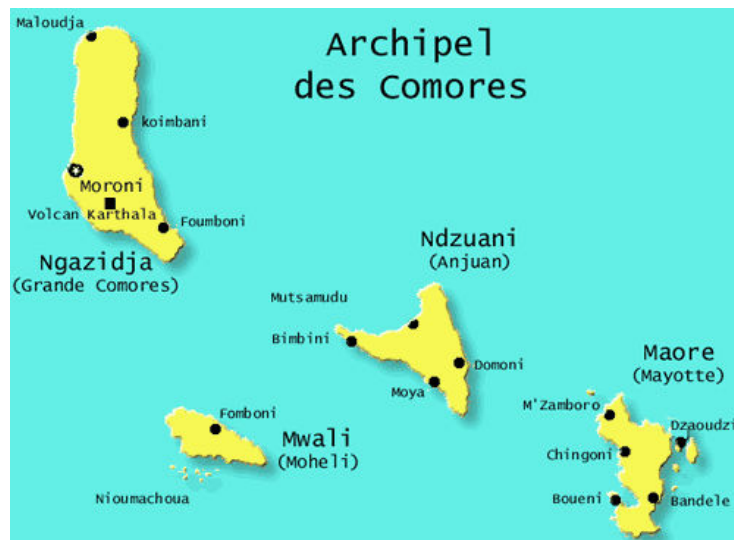 Archipel
des Comores
Maloudja
koimbani
Moroni
Volcan Karthala
Foumboni
Ngazidja
(Grande Comores)
Ndzuani
(Anjuan)
Mutsamudu
Bimbini
Domoni
Moya
Maore
(Mayotte)
M'Zamboro
Dzaoudzi
Chingoni
Boueni
Bandele
Fomboni
Mwali
(Moheli)
Nioumachoua